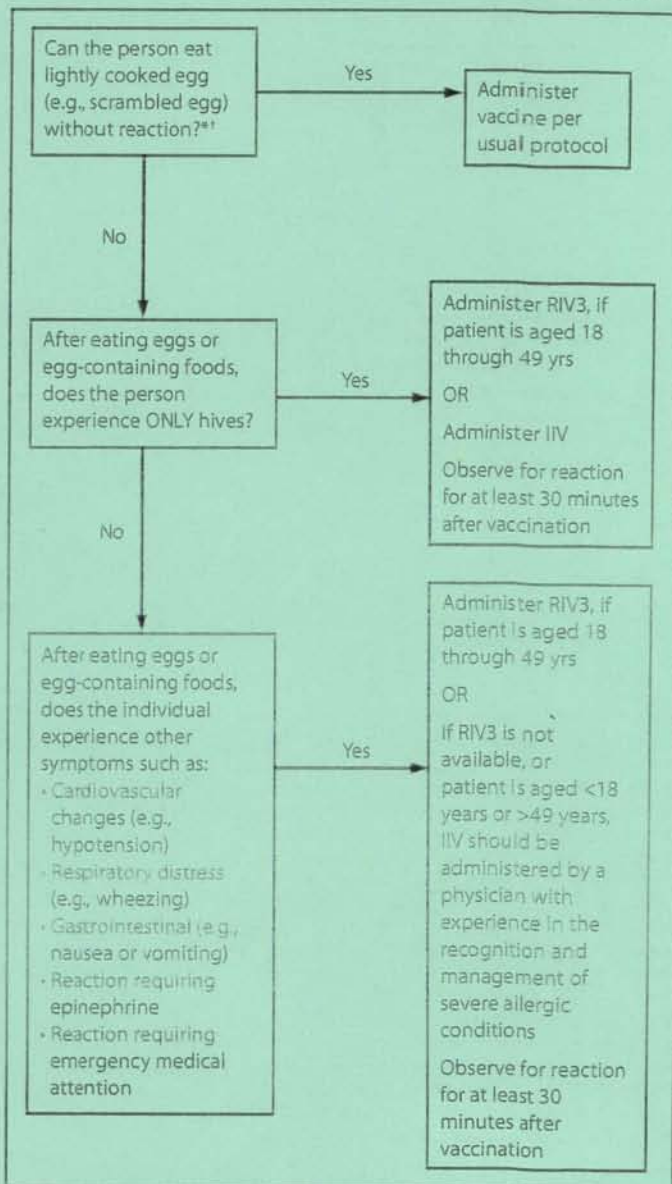 Can the person eat
lightly cooked egg
(e.g., scrambled egg)
without reaction?*†
Yes
Administer
vaccine per
usual protocol
No
After eating eggs or
egg-containing foods,
does the person
experience ONLY hives?
Yes
Administer RIV3, if
patient is aged 18
through 49 yrs
OR
Administer IIV
Observe for reaction
for at least 30 minutes
after vaccination
No
After eating eggs or
egg-containing foods,
does the individual
experience other
symptoms such as:
• Cardiovascular
changes (e.g.,
hypotension)
• Respiratory distress
(e.g., wheezing)
• Gastrointestinal (e.g.,
nausea or vomiting)
• Reaction requiring
epinephrine
• Reaction requiring
emergency medical
attention
Yes
Administer RIV3, if
patient is aged 18
through 49 yrs
OR
If RIV3 is not
available, or
patient is aged <18
years or >49 years,
IIV should be
administered by a
physician with
experience in the
recognition and
management of
severe allergic
conditions
Observe for reaction
for at least 30
minutes after
vaccination